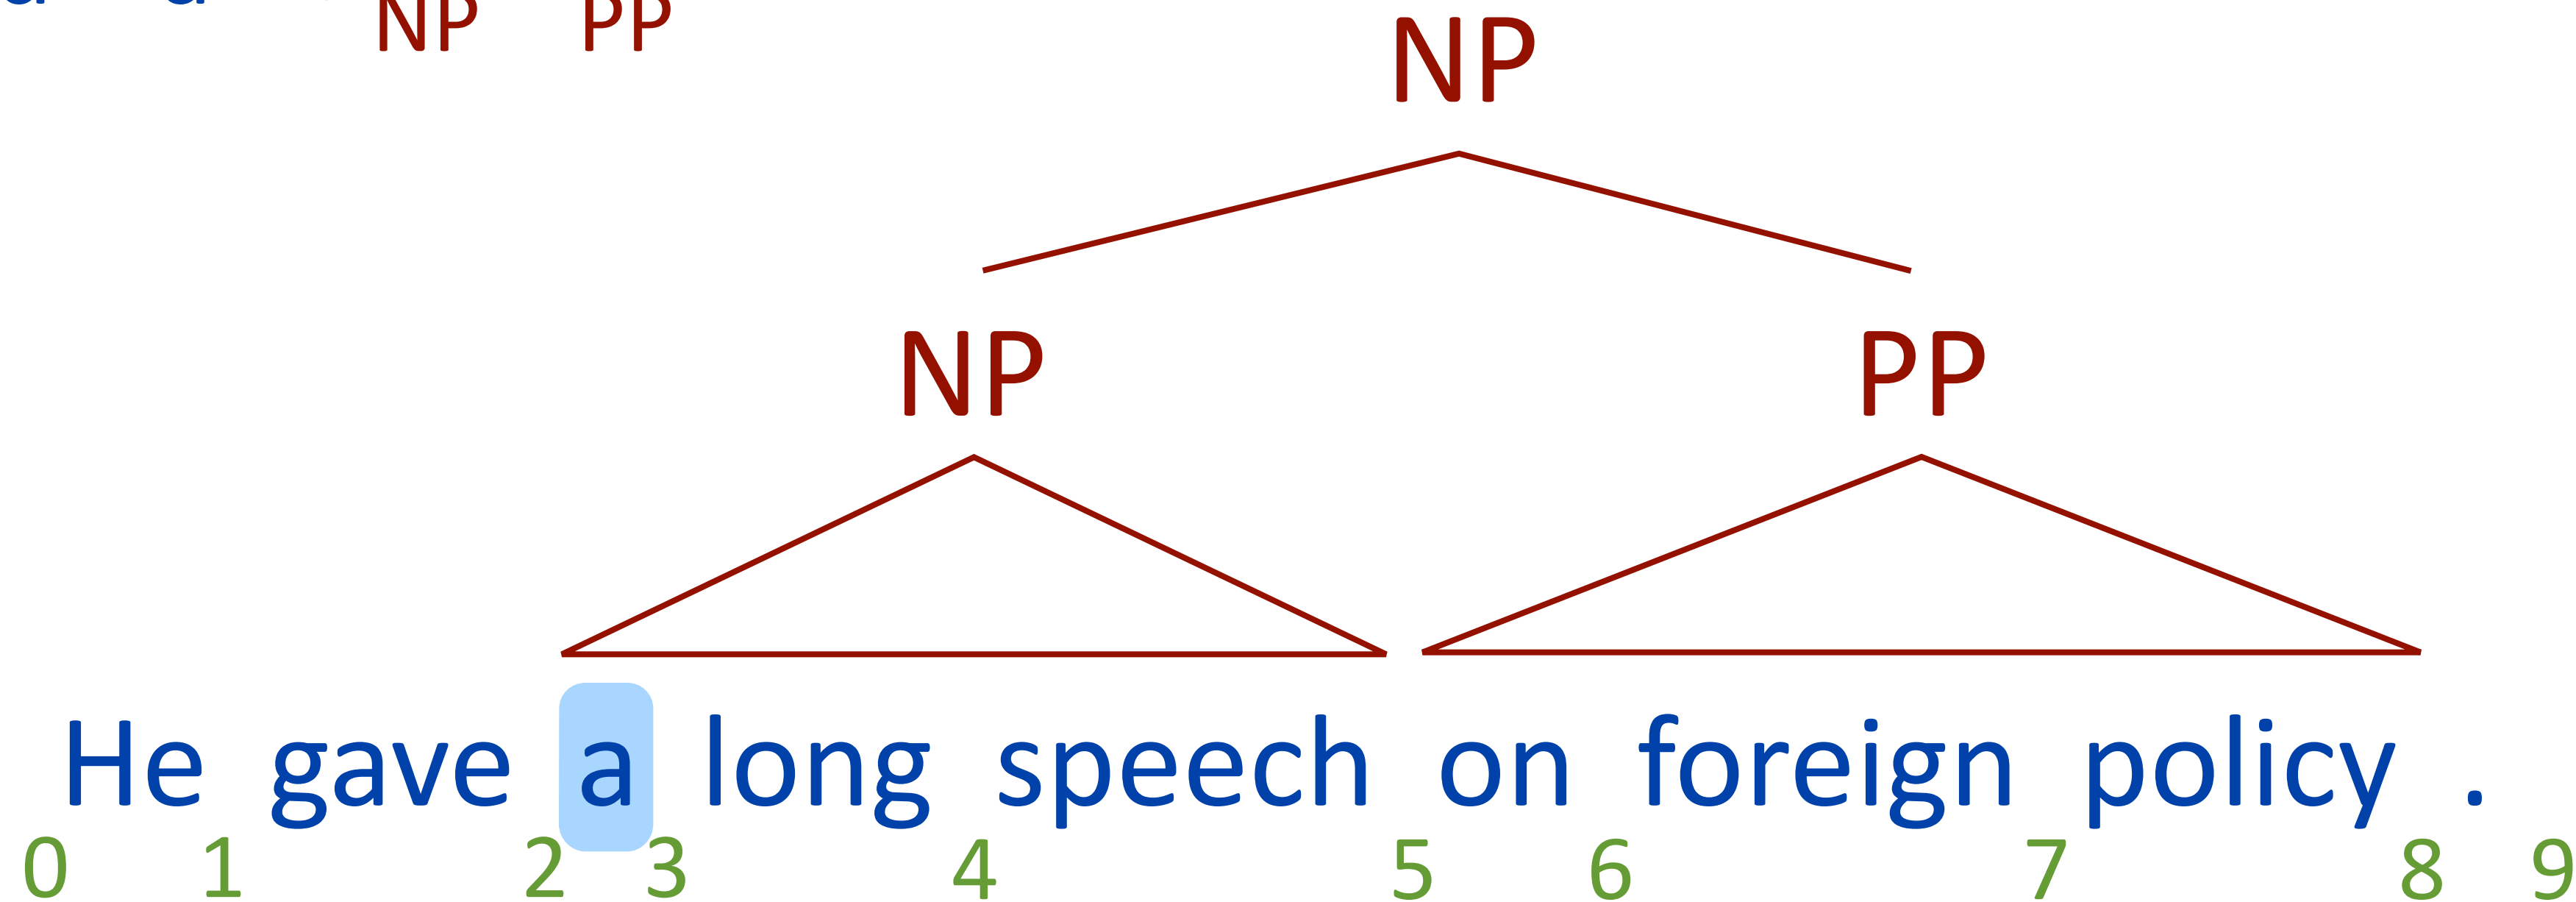 NP PP
NP
NP PP
He gave a long speech on foreign policy .
0 1 2 3 4 5 6 7 8 9